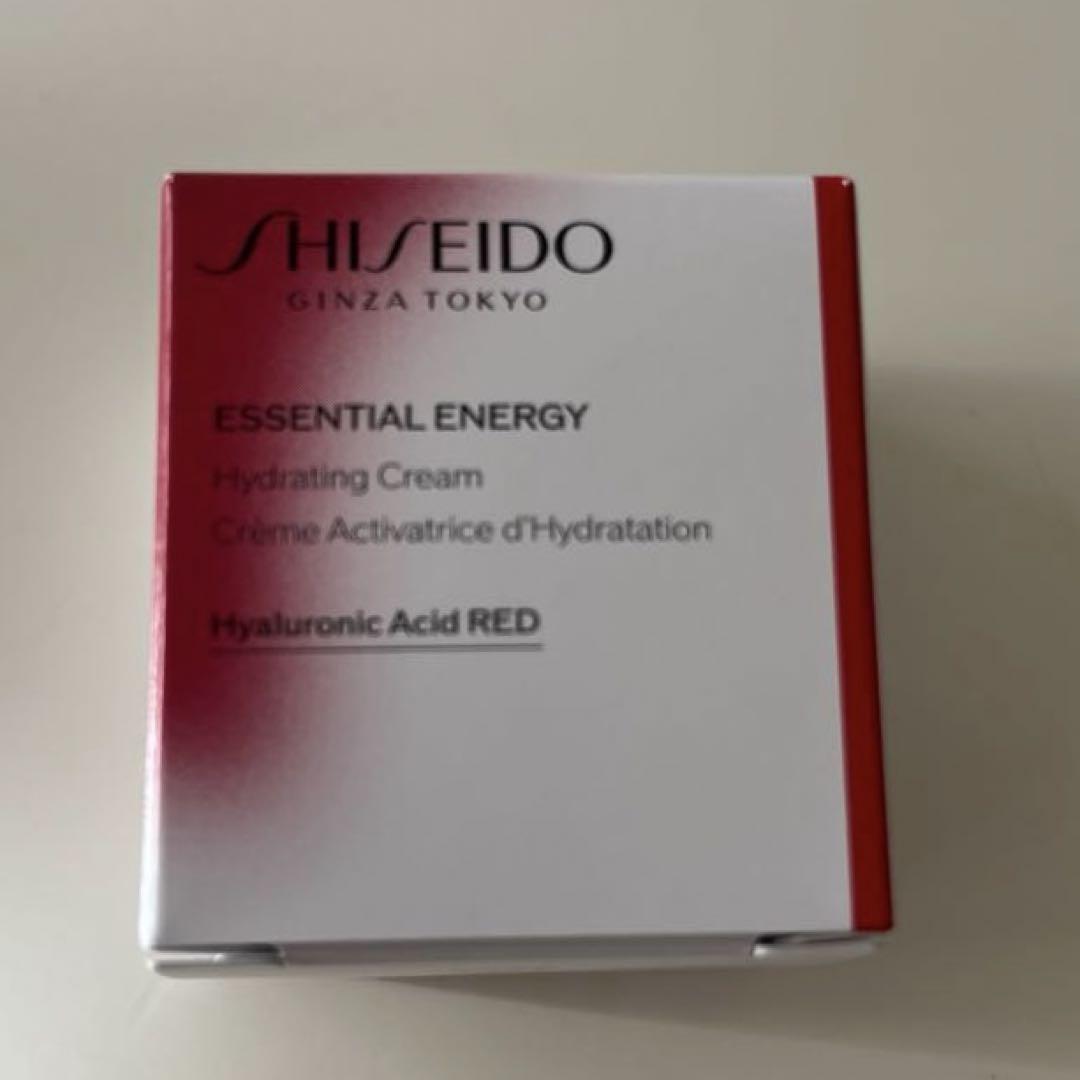 SHISEIDO
GINZA TOKYO
ESSENTIAL ENERGY
Hydrating Cream
Crème Activatrice d'Hydratation
Hyaluronic Acid RED